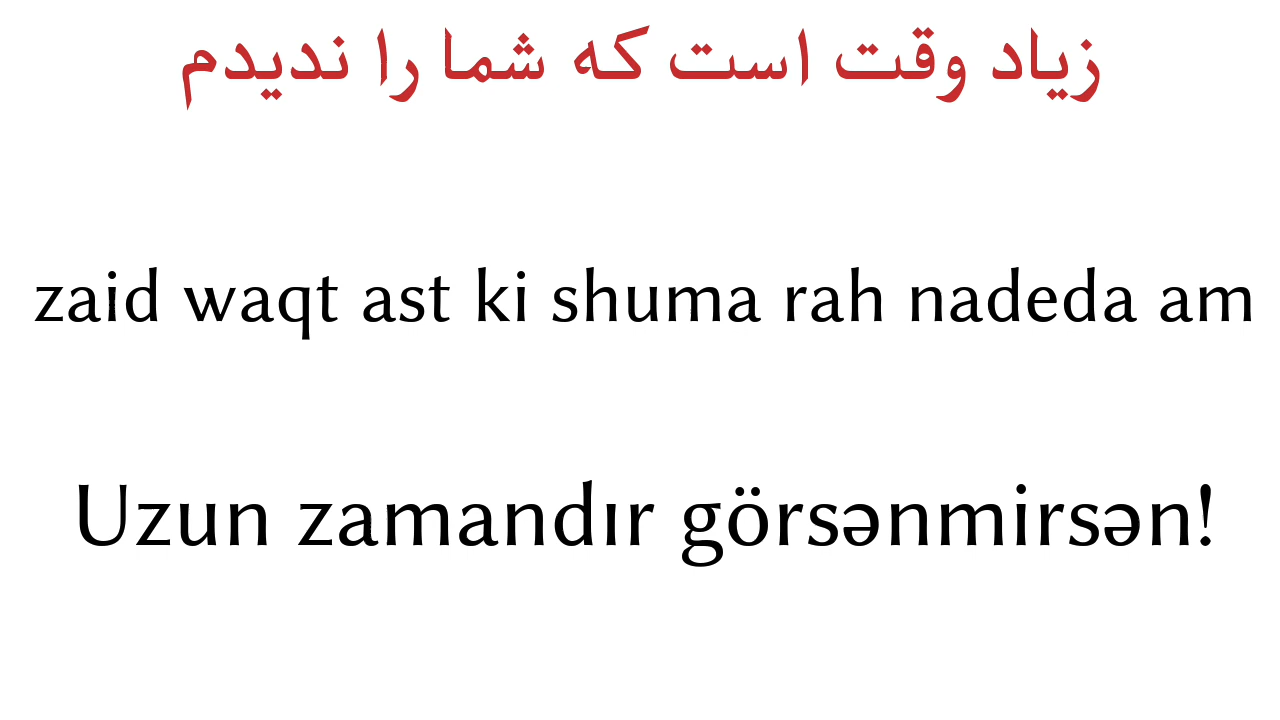 زیاد وقت است که شما را ندیدم
zaid waqt ast ki shuma rah nadeda am
Uzun zamandır görsənmirsən!